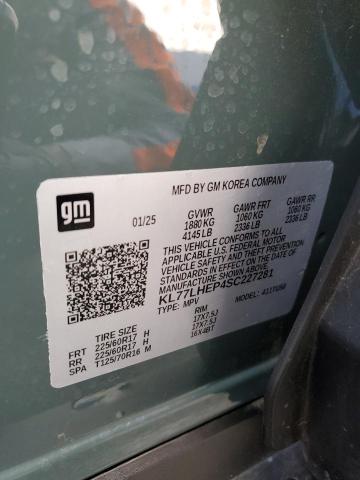 gm
MFD BY GM KOREA COMPANY
01/25
GVWR GAWR FRT GAWR RR
1880 KG 1060 KG 1060 KG
4145 LB 2336 LB 2336 LB
THIS VEHICLE CONFORMS TO ALL
APPLICABLE U.S. FEDERAL MOTOR
VEHICLE SAFETY, BUMPER, AND THEFT
PREVENTION STANDARDS IN EFFECT ON
THE DATE OF MANUFACTURE SHOWN ABOVE.
KL77LHEP4SC227281
MPV MODEL:
TIRE SIZE RIM
FRT 225/60R17 H 17X7.5J
RR 225/60R17 H 17X7.5J
SPA T125/70R16 M 16X4BT